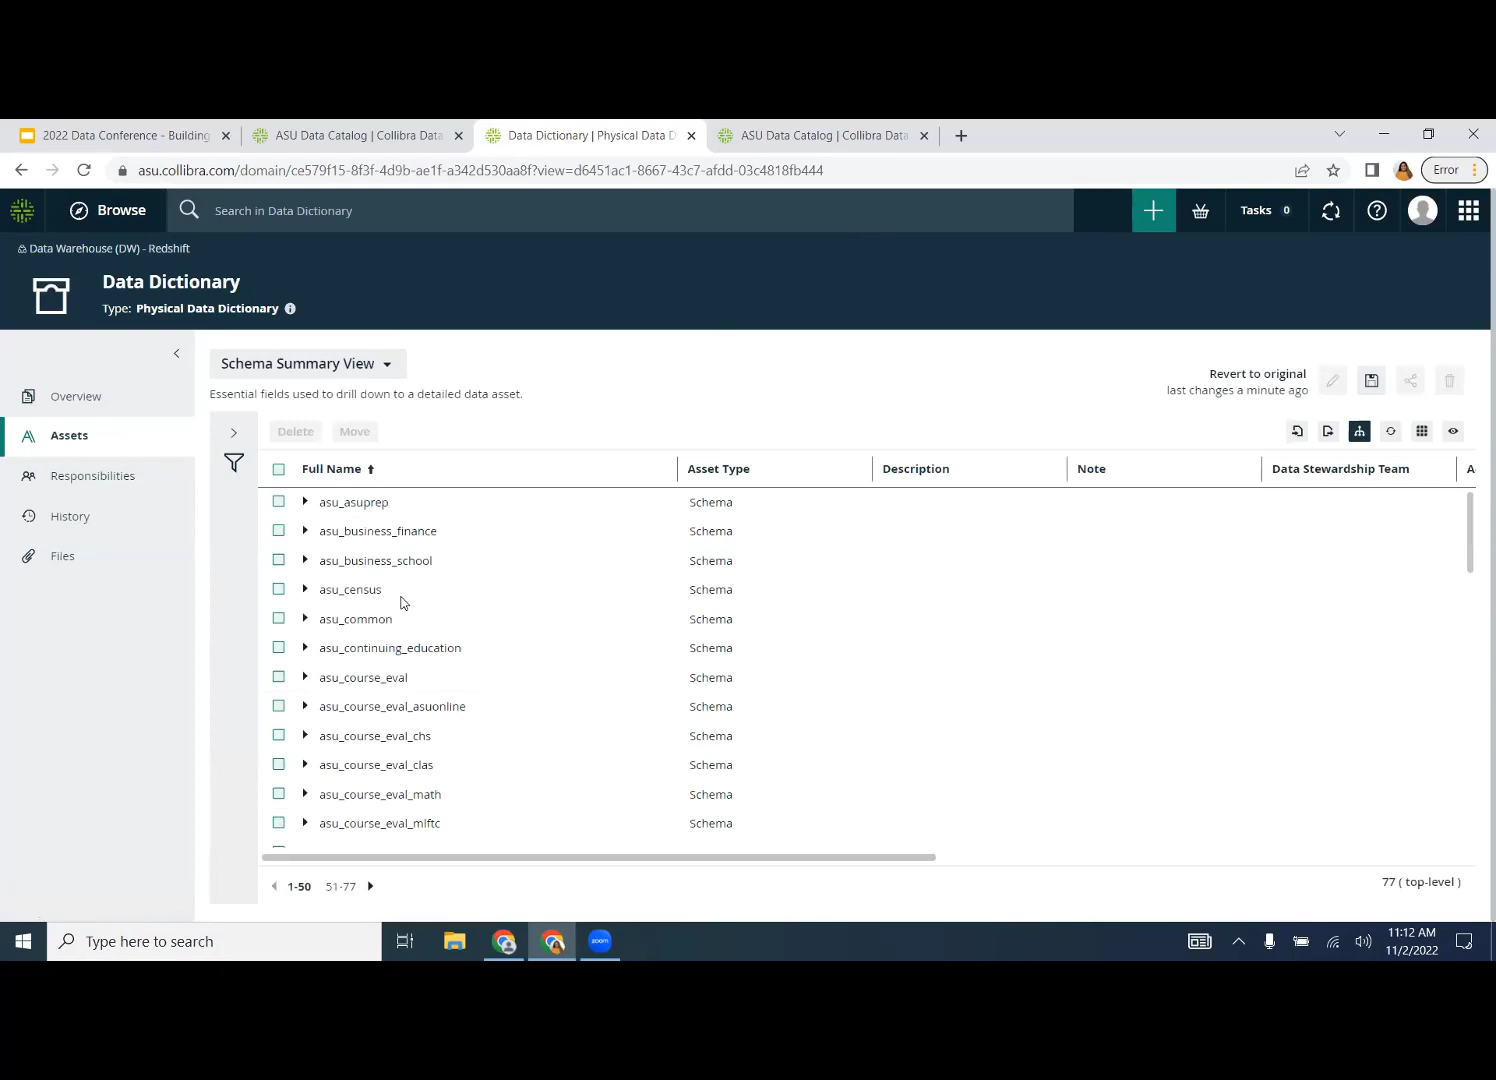 2022 Data Conference - Building
ASU Data Catalog | Collibra Data
Data Dictionary | Physical Data D
ASU Data Catalog | Collibra Data
asu.collibra.com/domain/ce579f15-8f3f-4d9b-ae1f-a342d530aa8f?view=d6451ac1-8667-43c7-afdd-03c4818fb444
Error
Browse
Search in Data Dictionary
Tasks 0
Data Warehouse (DW) - Redshift
Data Dictionary
Type: Physical Data Dictionary
Overview
Assets
Responsibilities
History
Files
Schema Summary View
Essential fields used to drill down to a detailed data asset.
Revert to original
last changes a minute ago
Delete Move
Full Name Asset Type Description Note Data Stewardship Team A
asu_asuprep Schema
asu_business_finance Schema
asu_business_school Schema
asu_census Schema
asu_common Schema
asu_continuing_education Schema
asu_course_eval Schema
asu_course_eval_asuonline Schema
asu_course_eval_chs Schema
asu_course_eval_clas Schema
asu_course_eval_math Schema
asu_course_eval_mlftc Schema
1-50 51-77
77 ( top-level )
Type here to search
zoom
11:12 AM
11/2/2022